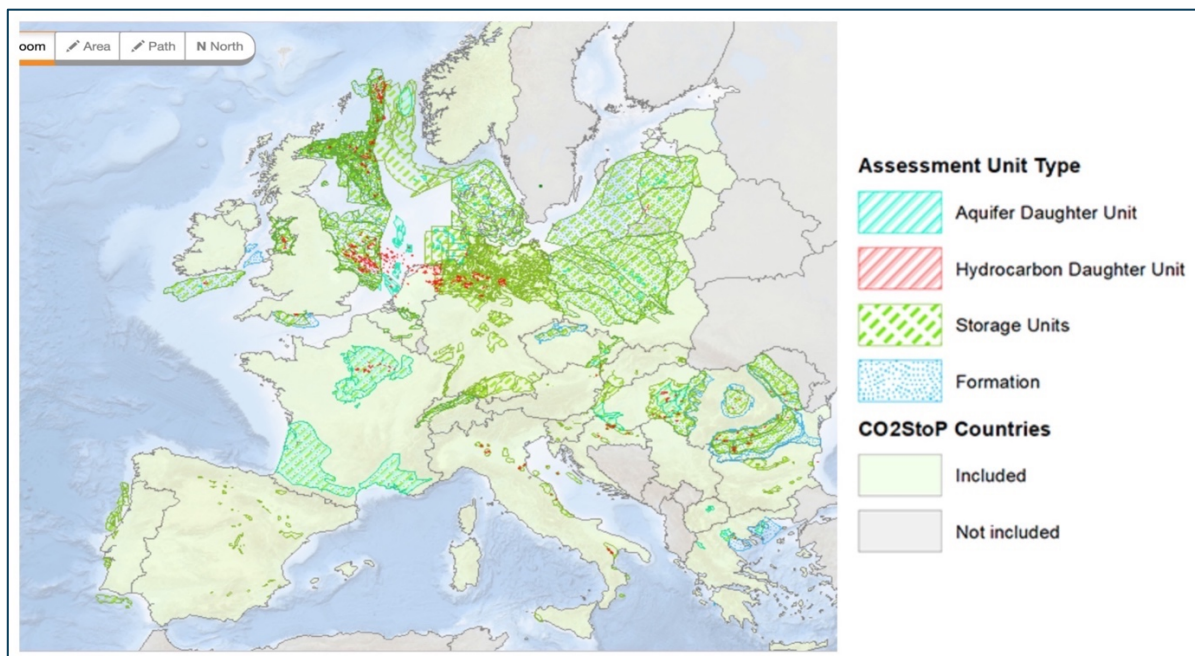 oom Area Path N North
Assessment Unit Type
Aquifer Daughter Unit
Hydrocarbon Daughter Unit
Storage Units
Formation
CO2StoP Countries
Included
Not included